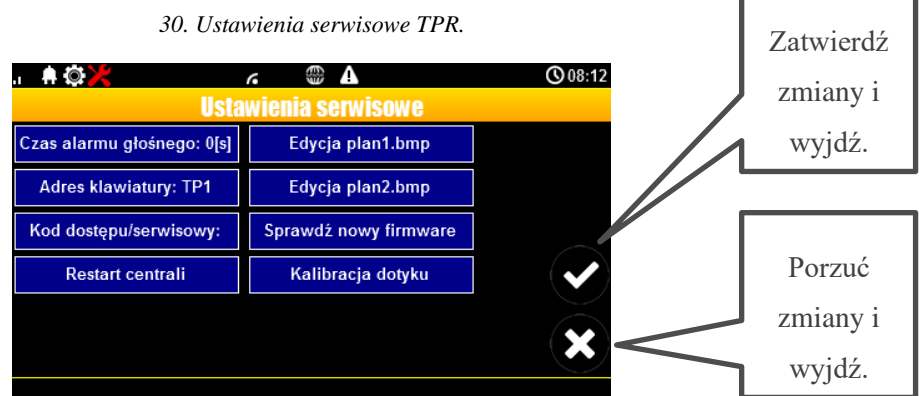 30. Ustawienia serwisowe TPR.
Zatwierdź
zmiany i
wyjdź.
08:12
Ustawienia serwisowe
Czas alarmu głośnego: 0[s]
Edycja plan1.bmp
Adres klawiatury: TP1
Edycja plan2.bmp
Kod dostępu/serwisowy:
Sprawdź nowy firmware
Restart centrali
Kalibracja dotyku
Porzuć
zmiany i
wyjdź.